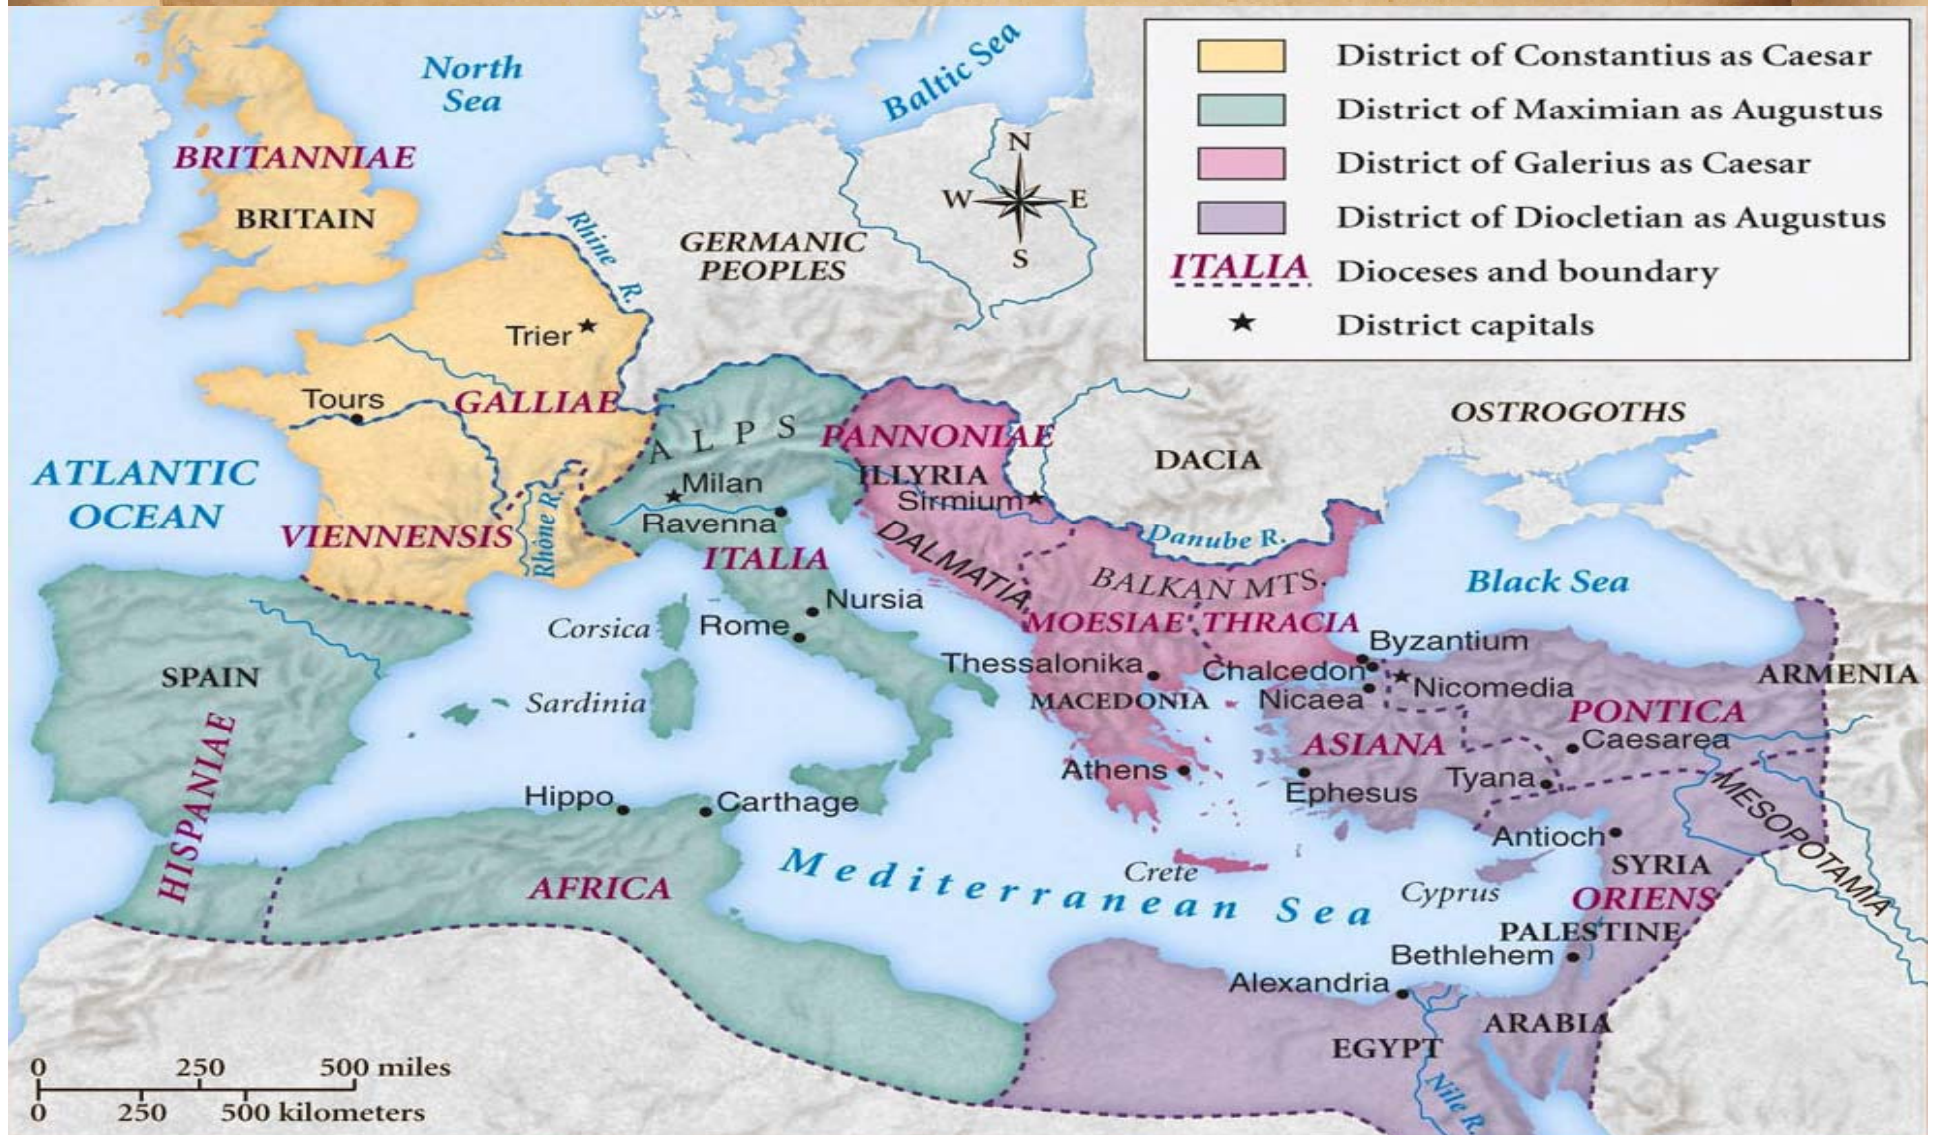 North
Sea
Baltic Sea
District of Constantius as Caesar
District of Maximian as Augustus
District of Galerius as Caesar
District of Diocletian as Augustus
ITALIA Dioceses and boundary
District capitals
N
W E
S
BRITANNIAE
BRITAIN
Rhine R.
GERMANIC
PEOPLES
Trier
Tours
GALLIAE
ALPS
PANNONIAE
ILLYRIA
Sirmium
DACIA
OSTROGOTHS
ATLANTIC
OCEAN
Milan
Ravenna
VIENNENSIS
Rhône R.
ITALIA
DALMATIA
Danube R.
BALKAN MTS.
Black Sea
Nursia
Corsica
Rome
MOESIAE
THRACIA
Byzantium
SPAIN
Thessalonika
Chalcedon
ARMENIA
Sardinia
MACEDONIA
Nicaea
Nicomedia
HISPANIAE
PONTICA
ASIANA
Caesarea
Athens
Tyana
Hippo
Carthage
Ephesus
MESOPOTAMIA
Antioch
AFRICA
Mediterranean Sea
Crete
Cyprus
SYRIA
ORIENS
PALESTINE
Bethlehem
Alexandria
ARABIA
EGYPT
Nile R.
0 250 500 miles
0 250 500 kilometers